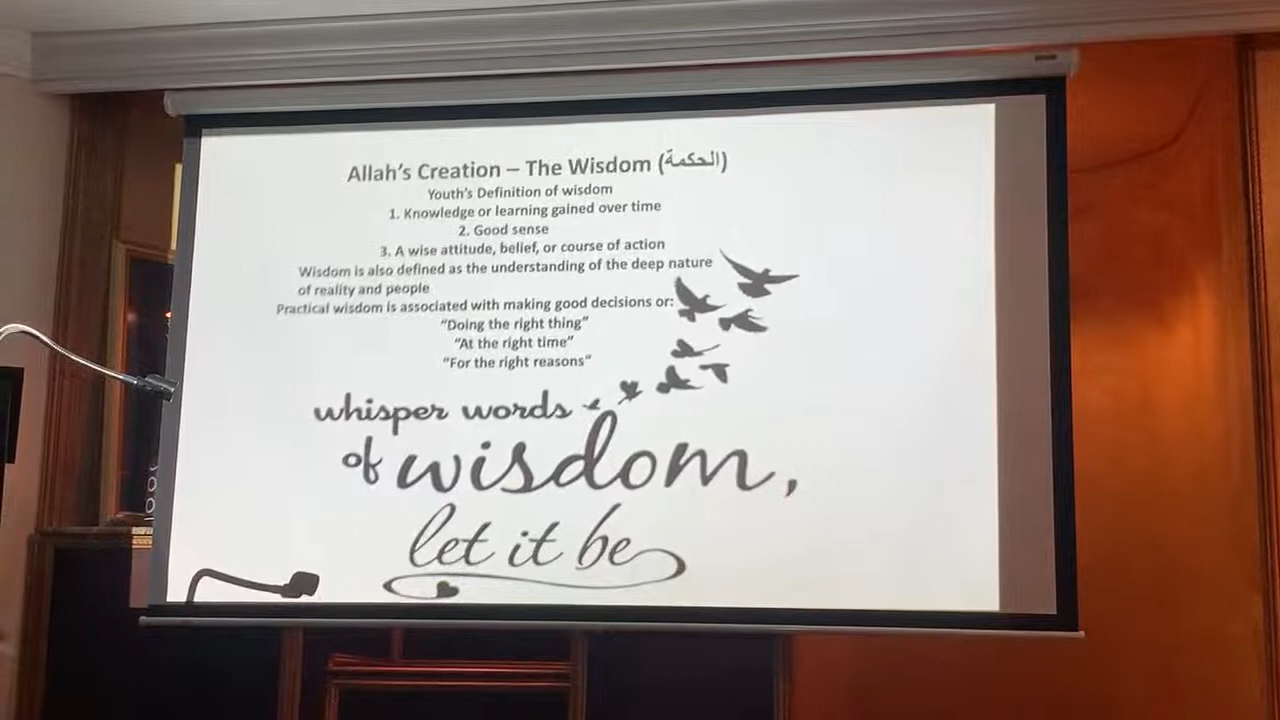 Allah's Creation – The Wisdom (الحكمة)
Youth's Definition of wisdom
1. Knowledge or learning gained over time
2. Good sense
3. A wise attitude, belief, or course of action
Wisdom is also defined as the understanding of the deep nature
of reality and people
Practical wisdom is associated with making good decisions or:
"Doing the right thing"
"At the right time"
"For the right reasons"
whisper words
of wisdom,
let it be